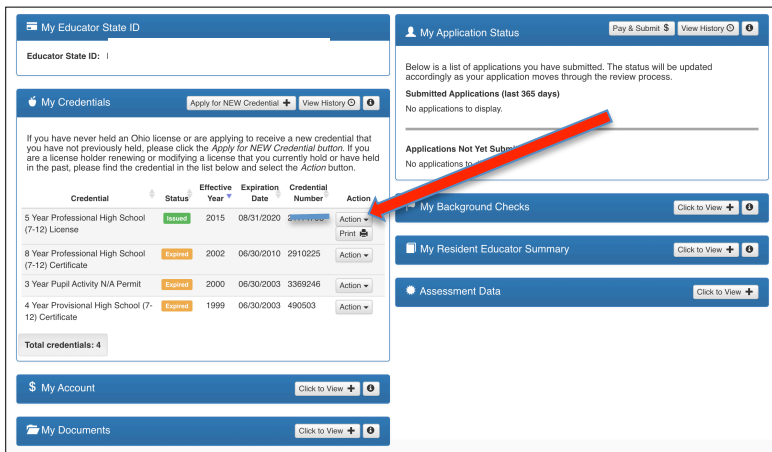 My Educator State ID
Educator State ID:
My Credentials
Apply for NEW Credential
View History
If you have never held an Ohio license or are applying to receive a new credential that
you have not previously held, please click the Apply for NEW Credential button. If you
are a license holder renewing or modifying a license that you currently hold or have held
in the past, please find the credential in the list below and select the Action button.
Credential Status Effective Year Expiration Date Credential Number Action
5 Year Professional High School Issued 2015 08/31/2020 Action
(7-12) License Print
8 Year Professional High School Expired 2002 06/30/2010 2910225 Action
(7-12) Certificate
3 Year Pupil Activity N/A Permit Expired 2000 06/30/2003 3369246 Action
4 Year Provisional High School (7- Expired 1999 06/30/2003 490503 Action
12) Certificate
Total credentials: 4
$ My Account Click to View +
My Documents Click to View +
My Application Status Pay & Submit $ View History
Below is a list of applications you have submitted. The status will be updated
accordingly as your application moves through the review process.
Submitted Applications (last 365 days)
No applications to display.
Applications Not Yet
No applications
My Background Checks Click to View +
My Resident Educator Summary Click to View +
Assessment Data Click to View +